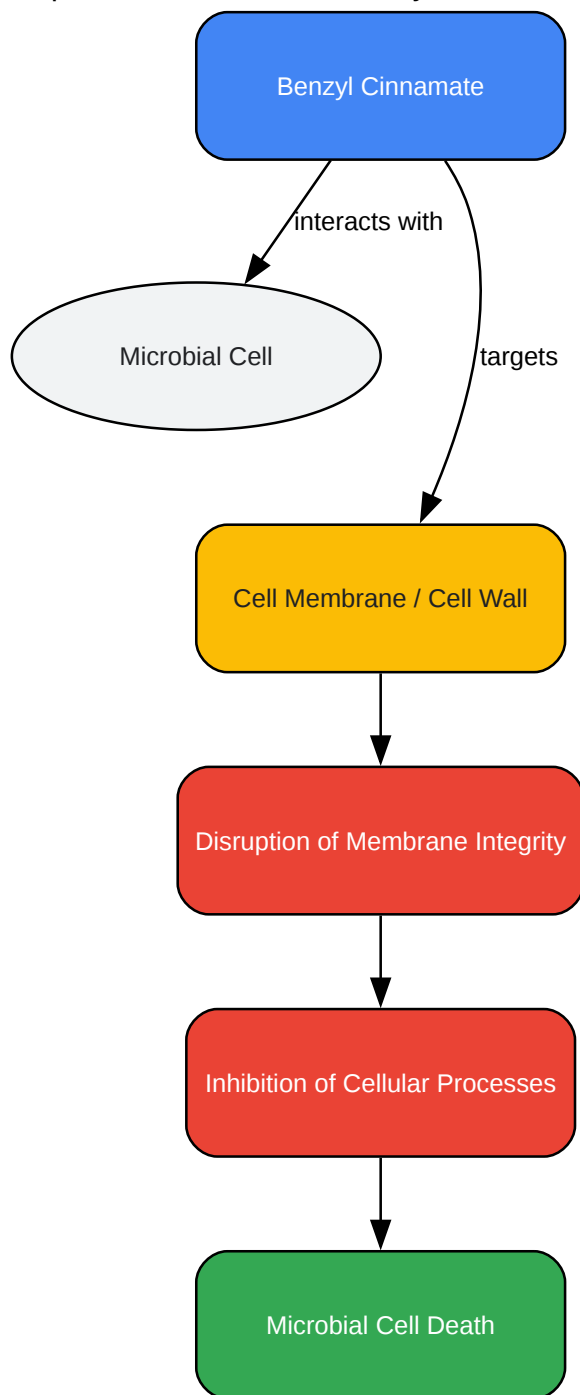 Benzyl Cinnamate
interacts with
Microbial Cell
targets
Cell Membrane / Cell Wall
Disruption of Membrane Integrity
Inhibition of Cellular Processes
Microbial Cell Death